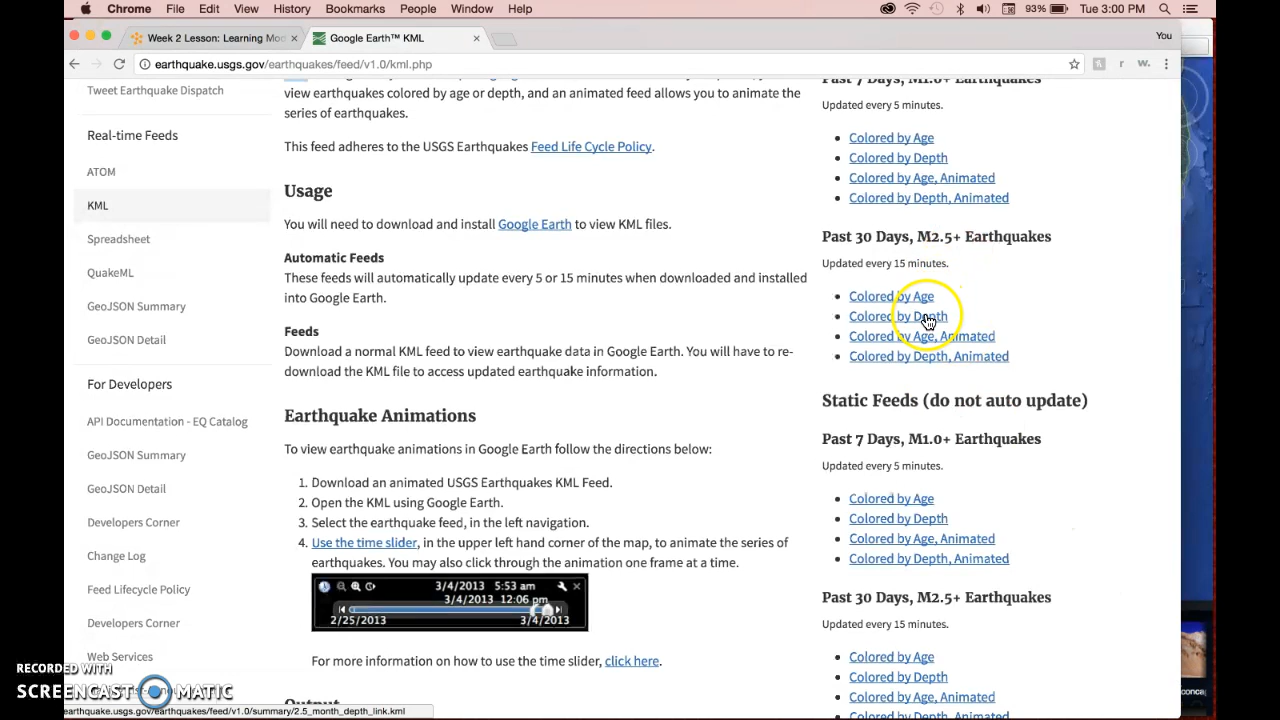 Chrome File Edit View History Bookmarks People Window Help 93% Tue 3:00 PM
Week 2 Lesson: Learning Mod × Google Earth™ KML × You
earthquake.usgs.gov/earthquakes/feed/v1.0/kml.php
Tweet Earthquake Dispatch
Real-time Feeds
ATOM
KML
Spreadsheet
QuakeML
GeoJSON Summary
GeoJSON Detail
For Developers
API Documentation - EQ Catalog
GeoJSON Summary
GeoJSON Detail
Developers Corner
Change Log
Feed Lifecycle Policy
Developers Corner
Web Services
view earthquakes colored by age or depth, and an animated feed allows you to animate the
series of earthquakes.
This feed adheres to the USGS Earthquakes Feed Life Cycle Policy.
Usage
You will need to download and install Google Earth to view KML files.
Automatic Feeds
These feeds will automatically update every 5 or 15 minutes when downloaded and installed
into Google Earth.
Feeds
Download a normal KML feed to view earthquake data in Google Earth. You will have to re-
download the KML file to access updated earthquake information.
Earthquake Animations
To view earthquake animations in Google Earth follow the directions below:
1. Download an animated USGS Earthquakes KML Feed.
2. Open the KML using Google Earth.
3. Select the earthquake feed, in the left navigation.
4. Use the time slider, in the upper left hand corner of the map, to animate the series of
earthquakes. You may also click through the animation one frame at a time.
3/4/2013 5:53 am
3/4/2013 12:06 pm
2/25/2013 3/4/2013
For more information on how to use the time slider, click here.
Output
Past 7 Days, M1.0+ Earthquakes
Updated every 5 minutes.
• Colored by Age
• Colored by Depth
• Colored by Age, Animated
• Colored by Depth, Animated
Past 30 Days, M2.5+ Earthquakes
Updated every 15 minutes.
• Colored by Age
• Colored by Depth
• Colored by Age, Animated
• Colored by Depth, Animated
Static Feeds (do not auto update)
Past 7 Days, M1.0+ Earthquakes
Updated every 5 minutes.
• Colored by Age
• Colored by Depth
• Colored by Age, Animated
• Colored by Depth, Animated
Past 30 Days, M2.5+ Earthquakes
Updated every 15 minutes.
• Colored by Age
• Colored by Depth
• Colored by Age, Animated
• Colored by Depth, Animated
RECORDED WITH
SCREENCAST MATIC
earthquake.usgs.gov/earthquakes/feed/v1.0/summary/2.5_month_depth_link.kml